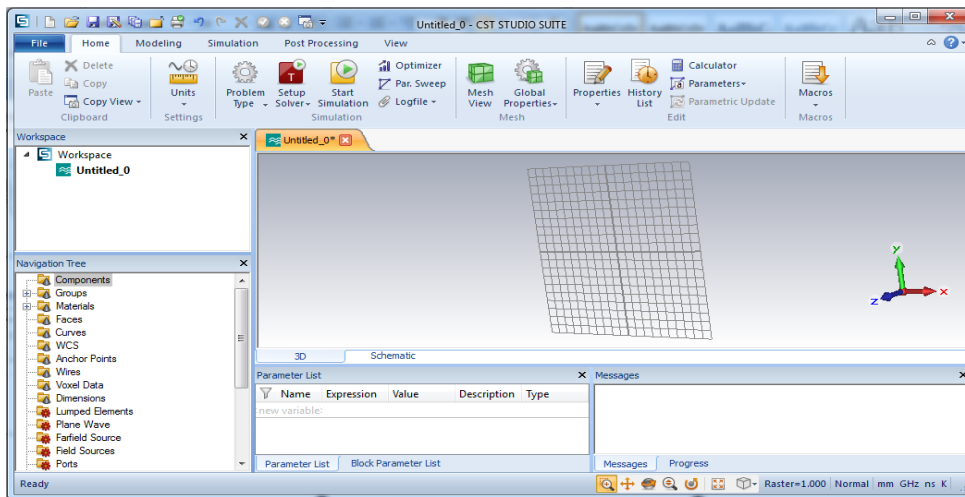 Untitled_0 - CST STUDIO SUITE
File Home Modeling Simulation Post Processing View
Paste Delete Copy Copy View Clipboard
Units Settings
Problem Type Setup Solver Start Simulation Optimizer Par. Sweep Logfile Simulation
Mesh View Global Properties Mesh
Properties History List Calculator Parameters Parametric Update Edit
Macros Macros
Workspace
Workspace
Untitled_0
Untitled_0*
y
x
z
3D Schematic
Navigation Tree
Components
Groups
Materials
Faces
Curves
WCS
Anchor Points
Wires
Voxel Data
Dimensions
Lumped Elements
Plane Wave
Farfield Source
Field Sources
Ports
Parameter List
Name Expression Value Description Type
new variable:
Parameter List Block Parameter List
Messages
Messages Progress
Ready
Raster=1.000 Normal mm GHz ns K